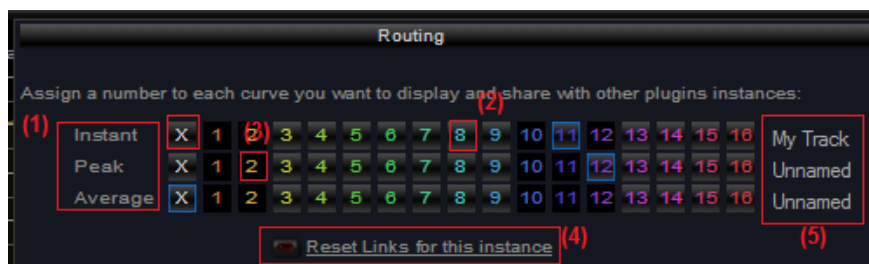 Routing
Assign a number to each curve you want to display and share with other plugins instances:
(1) Instant X 1 2 (3) 3 4 5 6 7 8 (2) 9 10 11 12 13 14 15 16 My Track
Peak X 1 2 3 4 5 6 7 8 9 10 11 12 13 14 15 16 Unnamed
Average X 1 2 3 4 5 6 7 8 9 10 11 12 13 14 15 16 Unnamed
Reset Links for this instance (4) (5)